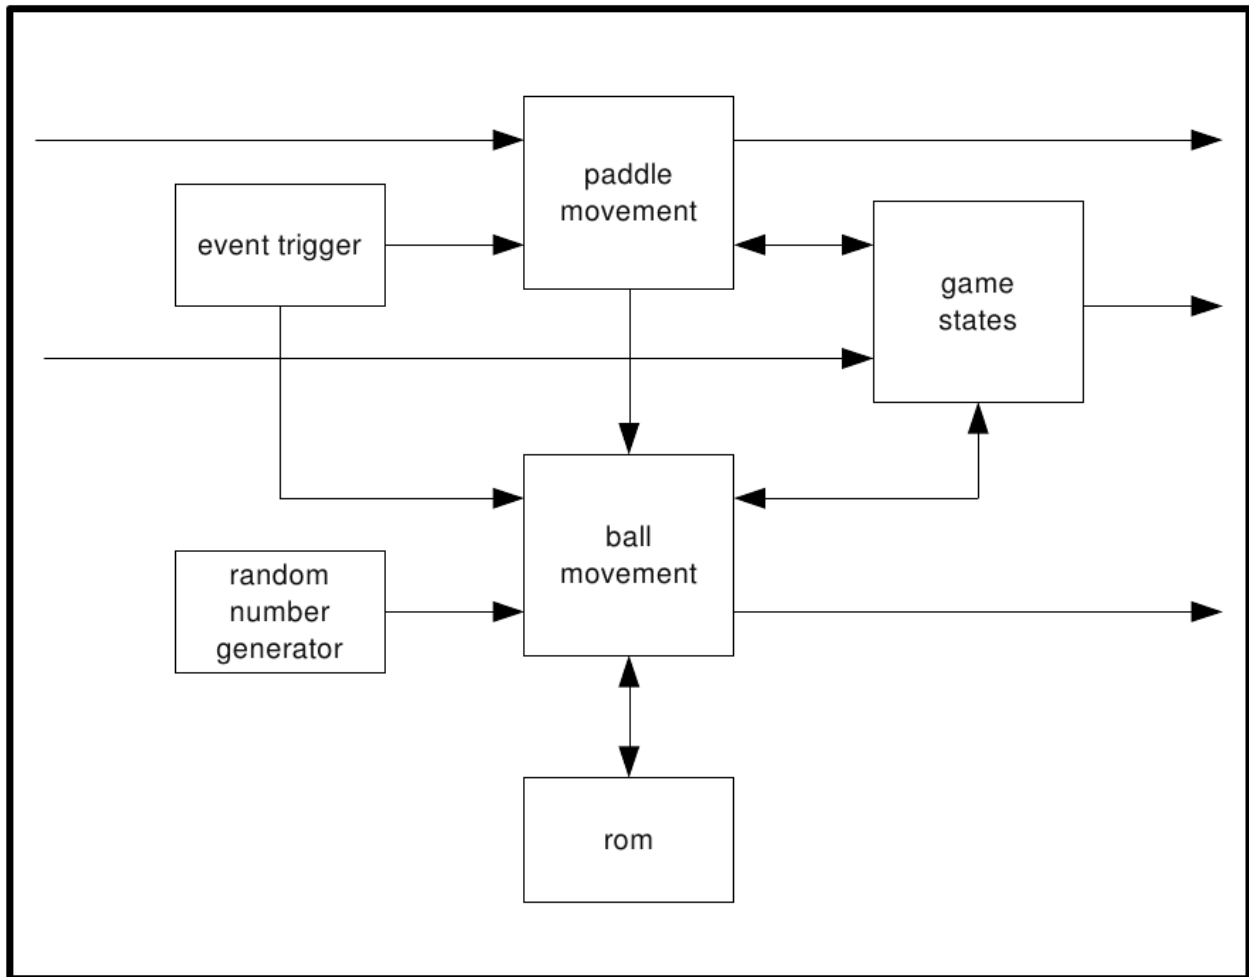 paddle
movement
event trigger
game
states
ball
movement
random
number
generator
rom